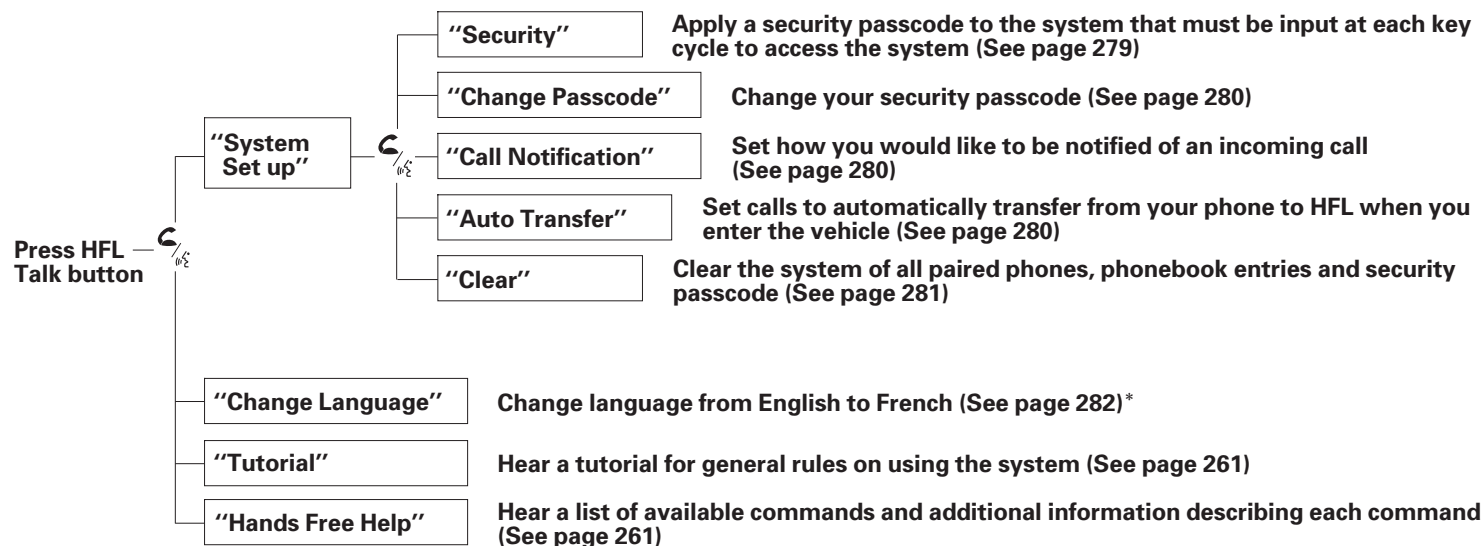 Press HFL
Talk button
"System
Set up"
"Security"
Apply a security passcode to the system that must be input at each key
cycle to access the system (See page 279)
"Change Passcode"
Change your security passcode (See page 280)
"Call Notification"
Set how you would like to be notified of an incoming call
(See page 280)
"Auto Transfer"
Set calls to automatically transfer from your phone to HFL when you
enter the vehicle (See page 280)
"Clear"
Clear the system of all paired phones, phonebook entries and security
passcode (See page 281)
"Change Language"
Change language from English to French (See page 282)*
"Tutorial"
Hear a tutorial for general rules on using the system (See page 261)
"Hands Free Help"
Hear a list of available commands and additional information describing each command
(See page 261)